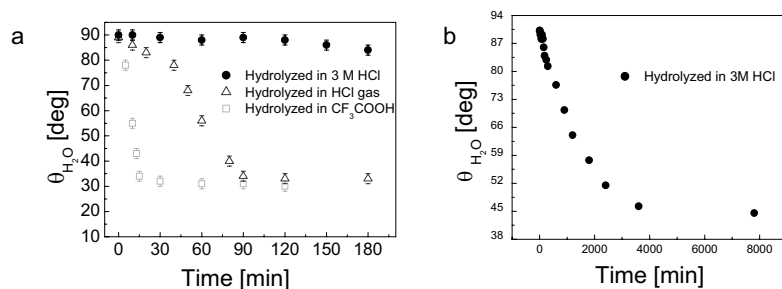 a
100
90
80
70
60
50
40
30
20
10
θH₂O [deg]
Hydrolyzed in 3 M HCl
Hydrolyzed in HCl gas
Hydrolyzed in CF₃COOH
0 30 60 90 120 150 180
Time [min]
b
94
87
80
73
66
59
52
45
38
θ H₂O [deg]
Hydrolyzed in 3M HCl
0 2000 4000 6000 8000
Time [min]